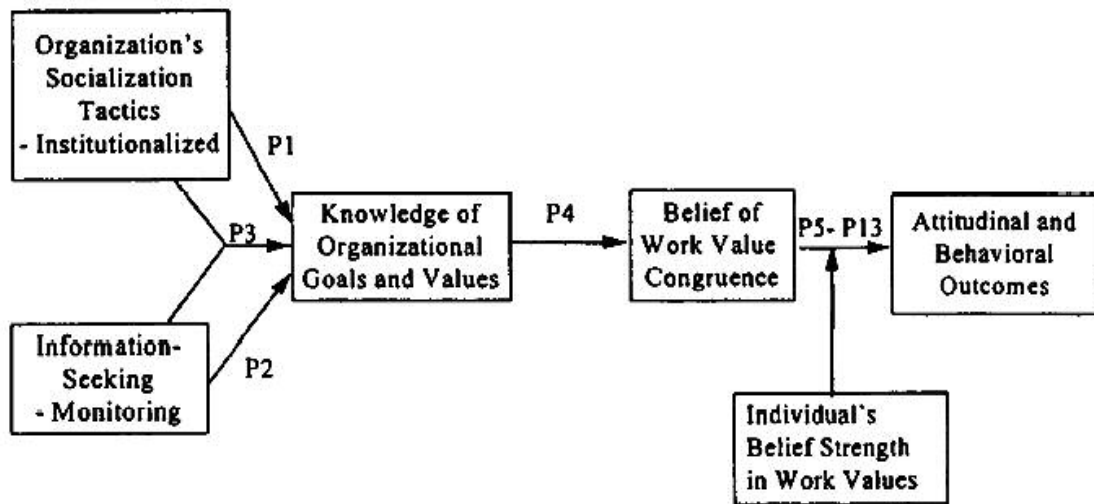 Organization's
Socialization
Tactics
- Institutionalized
P1
P3
Knowledge of
Organizational
Goals and Values
P4
Belief of
Work Value
Congruence
P5- P13
Attitudinal and
Behavioral
Outcomes
Information-
Seeking
- Monitoring
P2
Individual's
Belief Strength
in Work Values